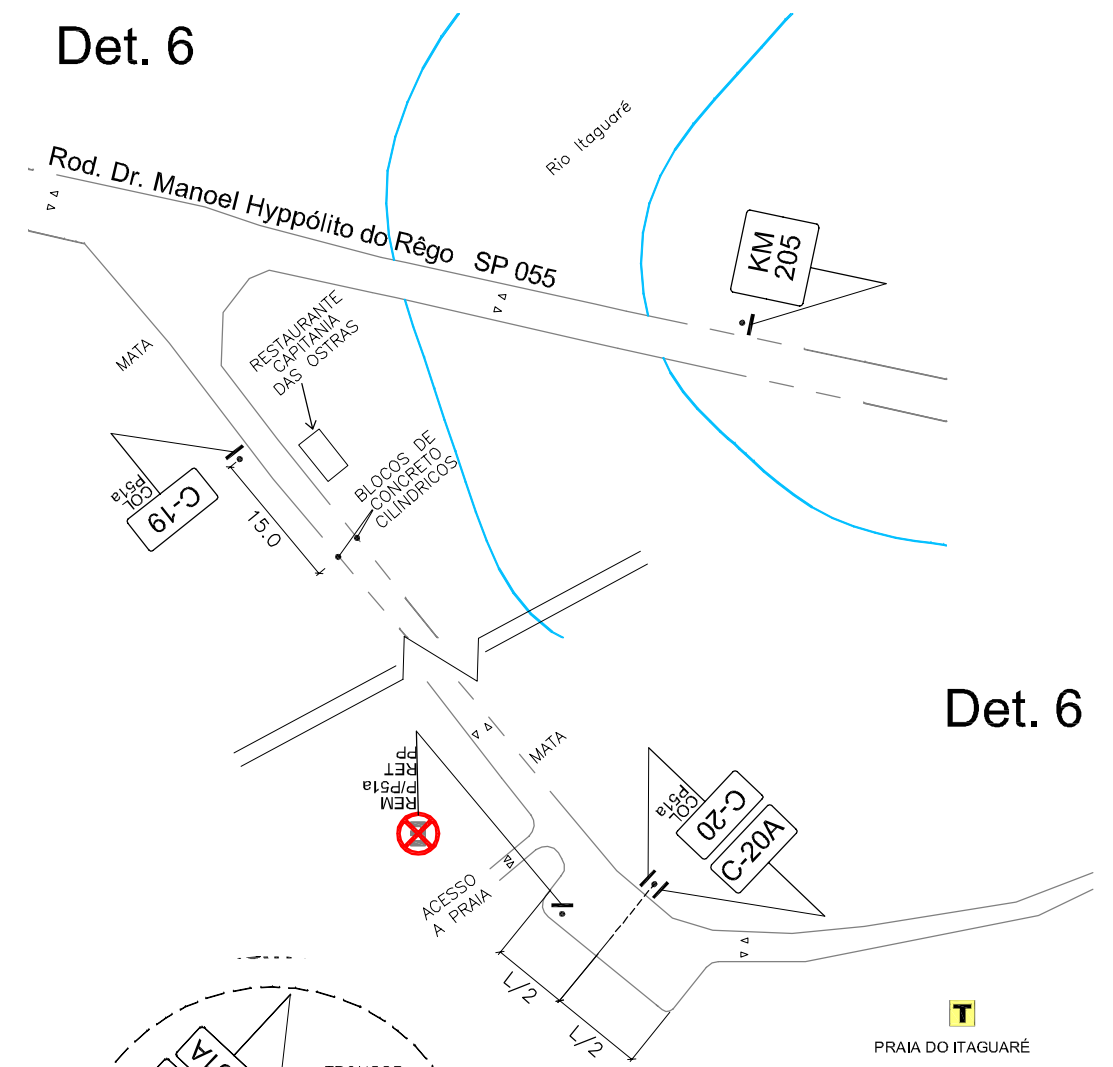 Det. 6
Rio Itaguaré
Rod. Dr. Manoel Hyppólito do Rêgo SP 055
KM
205
RESTAURANTE
CAPITANIA
DAS OSTRAS
MATA
BLOCOS DE
CONCRETO
CILÍNDRICOS
COL
P51a
C-19
15.0
Det. 6
MATA
REM
P/P51a
RET
PP
COL
P51a
C-20
C-20A
ACESSO
A PRAIA
L/2
L/2
T
PRAIA DO ITAGUARÉ